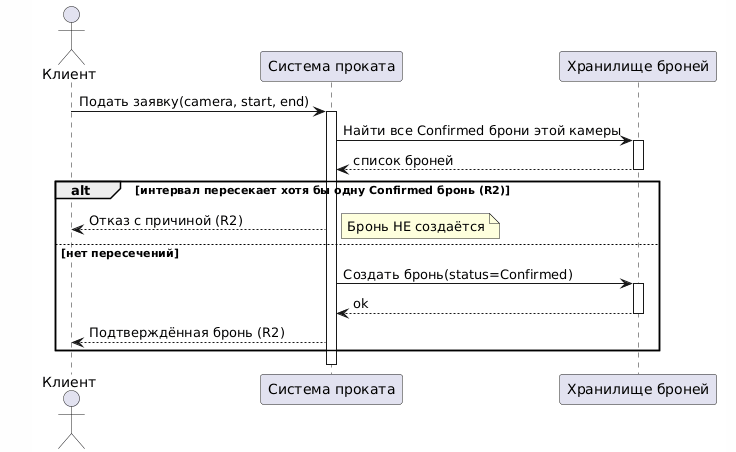 Клиент
Система проката
Хранилище броней
Подать заявку(camera, start, end)
Найти все Confirmed брони этой камеры
список броней
alt
[интервал пересекает хотя бы одну Confirmed бронь (R2)]
Отказ с причиной (R2)
Бронь НЕ создаётся
[нет пересечений]
Создать бронь(status=Confirmed)
ok
Подтверждённая бронь (R2)
Клиент
Система проката
Хранилище броней